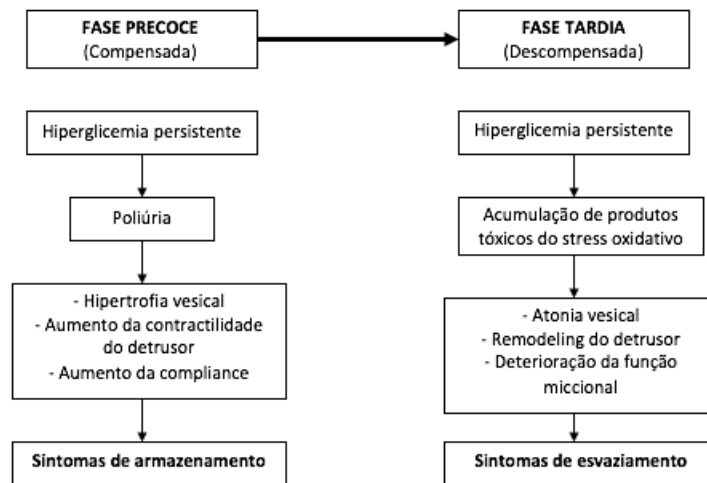 FASE PRECOCE
(Compensada)
FASE TARDIA
(Descompensada)
Hiperglicemia persistente
Hiperglicemia persistente
Poliúria
Acumulação de produtos
tóxicos do stress oxidativo
- Hipertrofia vesical
- Aumento da contractilidade
do detrusor
- Aumento da compliance
- Atonia vesical
- Remodeling do detrusor
- Deterioração da função
miccional
Sintomas de armazenamento
Sintomas de esvaziamento